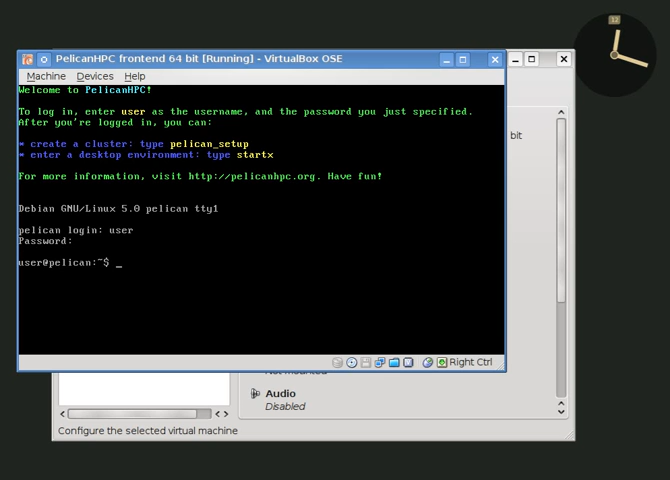 12
PelicanHPC frontend 64 bit [Running] - VirtualBox OSE
Machine Devices Help
Welcome to PelicanHPC!
To log in, enter user as the username, and the password you just specified.
After you're logged in, you can:
* create a cluster: type pelican_setup
* enter a desktop environment: type startx
For more information, visit http://pelicanhpc.org. Have fun!
Debian GNU/Linux 5.0 pelican tty1
pelican login: user
Password:
user@pelican:~$ _
Right Ctrl
bit
Not mounted
Audio
Disabled
Configure the selected virtual machine